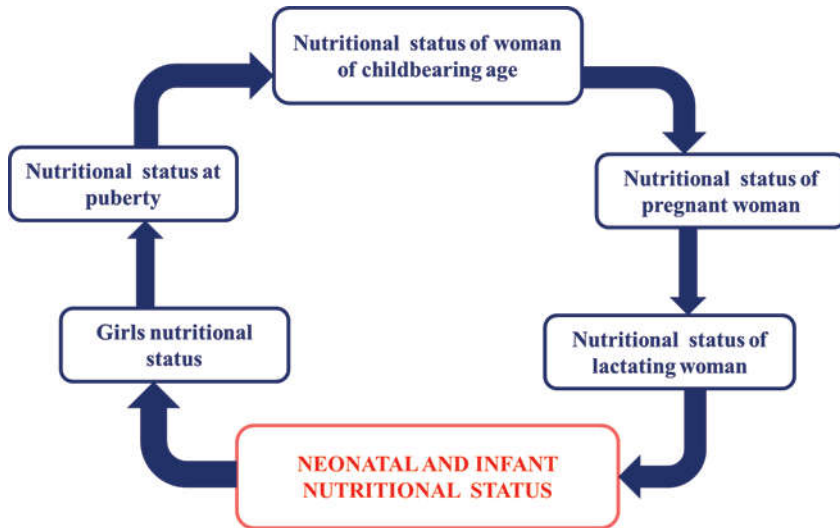 Nutritional status of woman
of childbearing age
Nutritional status at
puberty
Nutritional status of
pregnant woman
Girls nutritional
status
Nutritional status of
lactating woman
NEONATAL AND INFANT
NUTRITIONAL STATUS